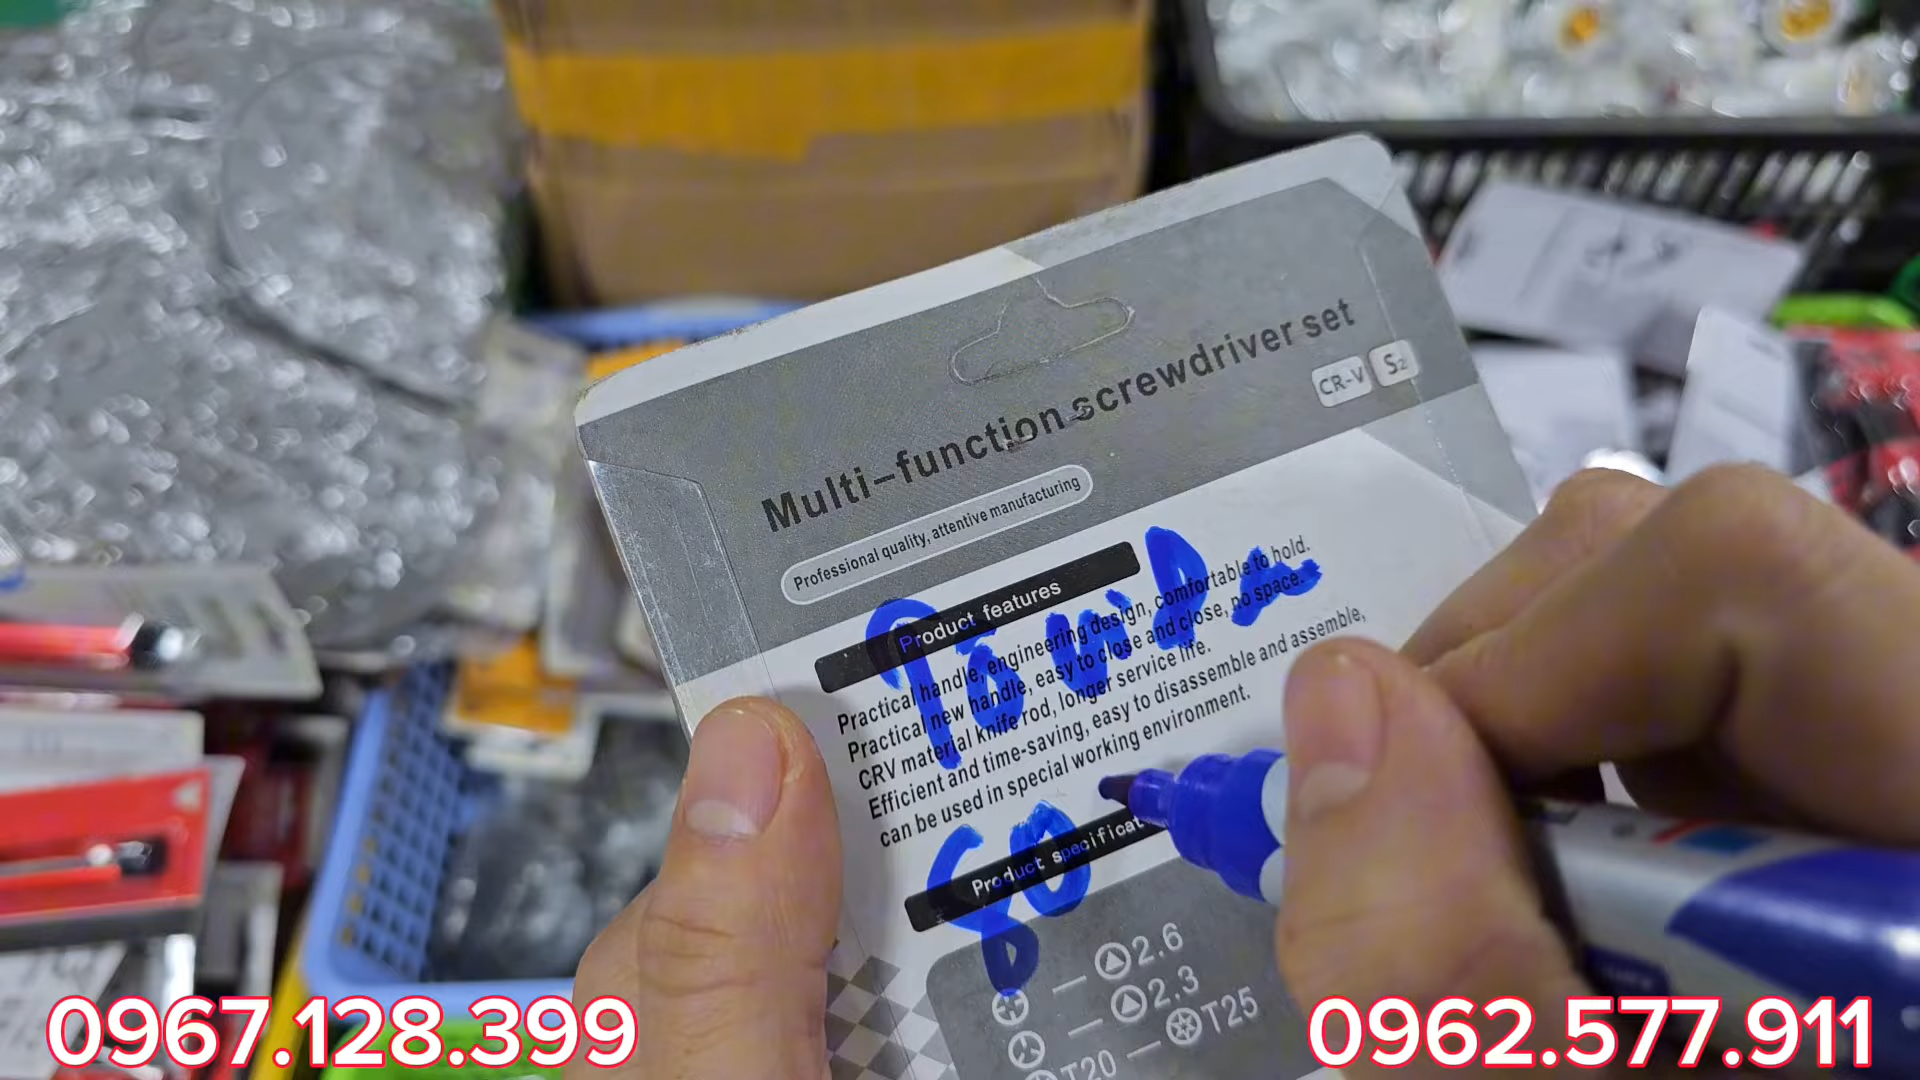 Multi-function screwdriver set
CR-V S2
Professional quality, attentive manufacturing
Product features
Practical handle, engineering design, comfortable to hold.
Practical new handle, easy to close and close, no space.
CRV material knife rod, longer service life.
Efficient and time-saving, easy to disassemble and assemble,
can be used in special working environment.
80
Product specificat
2.6
2.3
T20 — T25
0967.128.399
0962.577.911